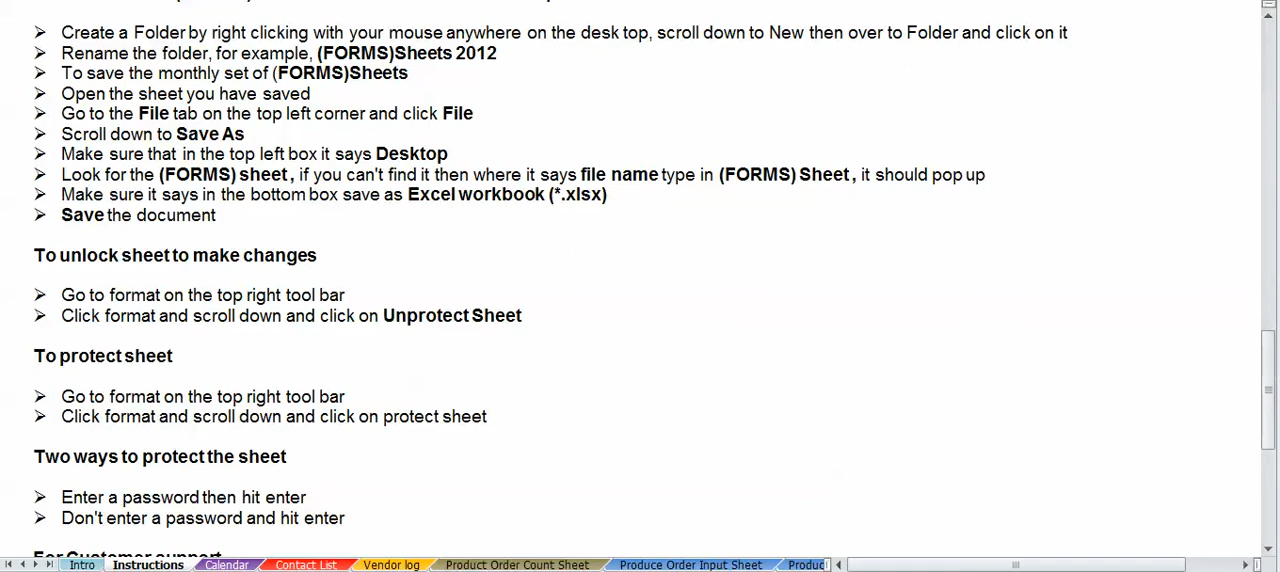 ➢ Create a Folder by right clicking with your mouse anywhere on the desk top, scroll down to New then over to Folder and click on it
➢ Rename the folder, for example, (FORMS)Sheets 2012
➢ To save the monthly set of (FORMS)Sheets
➢ Open the sheet you have saved
➢ Go to the File tab on the top left corner and click File
➢ Scroll down to Save As
➢ Make sure that in the top left box it says Desktop
➢ Look for the (FORMS) sheet, if you can't find it then where it says file name type in (FORMS) Sheet, it should pop up
➢ Make sure it says in the bottom box save as Excel workbook (*.xlsx)
➢ Save the document
To unlock sheet to make changes
➢ Go to format on the top right tool bar
➢ Click format and scroll down and click on Unprotect Sheet
To protect sheet
➢ Go to format on the top right tool bar
➢ Click format and scroll down and click on protect sheet
Two ways to protect the sheet
➢ Enter a password then hit enter
➢ Don't enter a password and hit enter
For Customer support
Intro Instructions Calendar Contact List Vendor log Product Order Count Sheet Produce Order Input Sheet Produc